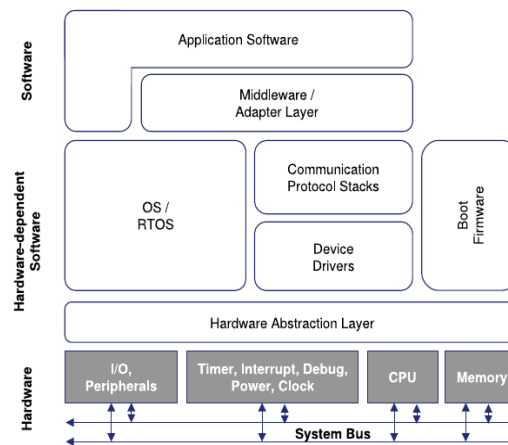 Software
Application Software
Middleware /
Adapter Layer
Hardware-dependent
Software
OS /
RTOS
Communication
Protocol Stacks
Device
Drivers
Boot
Firmware
Hardware Abstraction Layer
Hardware
I/O,
Peripherals
Timer, Interrupt, Debug,
Power, Clock
CPU
Memory
System Bus